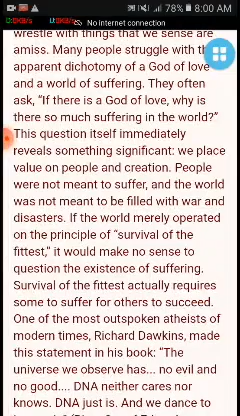 0KB/s 0KB/s 78% 8:00 AM
No internet connection
wrestle with things that we sense are
amiss. Many people struggle with the
apparent dichotomy of a God of love
and a world of suffering. They often
ask, “If there is a God of love, why is
there so much suffering in the world?”
This question itself immediately
reveals something significant: we place
value on people and creation. People
were not meant to suffer, and the world
was not meant to be filled with war and
disasters. If the world merely operated
on the principle of “survival of the
fittest,” it would make no sense to
question the existence of suffering.
Survival of the fittest actually requires
some to suffer for others to succeed.
One of the most outspoken atheists of
modern times, Richard Dawkins, made
this statement in his book: “The
universe we observe has... no evil and
no good.... DNA neither cares nor
knows. DNA just is. And we dance to